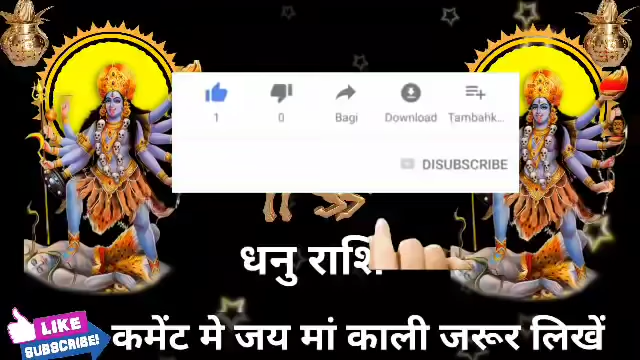 1 0 Bagi Download Tambahk...
DISUBSCRIBE
धनु राशि
LIKE
SUBSCRIBE!
कमेंट मे जय मां काली जरूर लिखें